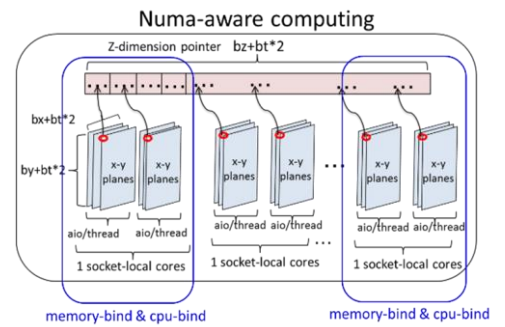 Numa-aware computing
Z-dimension pointer bz+bt*2
bx+bt*2
by+bt*2
x-y planes
x-y planes
x-y planes
x-y planes
...
x-y planes
x-y planes
aio/thread
aio/thread
aio/thread
aio/thread
aio/thread
aio/thread
1 socket-local cores
1 socket-local cores
...
1 socket-local cores
memory-bind & cpu-bind
memory-bind & cpu-bind